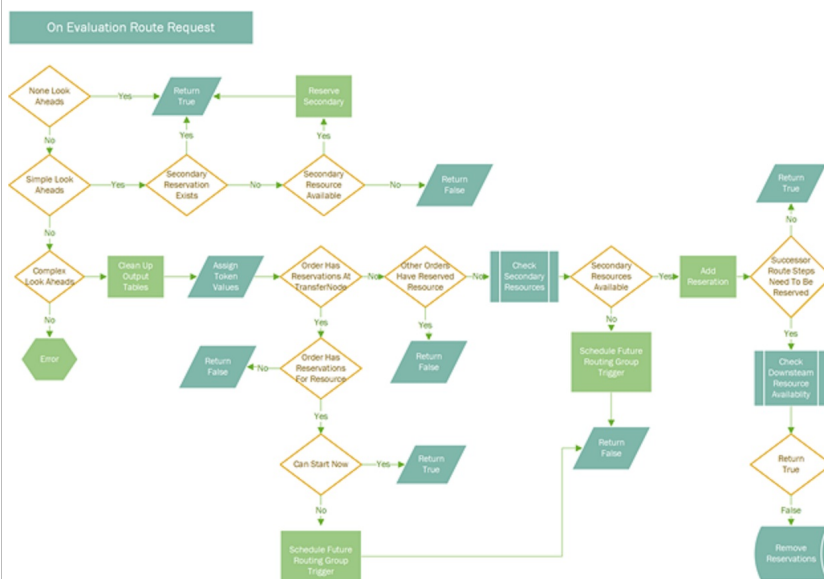 On Evaluation Route Request
None Look
Aheads
Yes
Return
True
Reserve
Secondary
No
Yes
Yes
Simple Look
Aheads
Yes
Secondary
Reservation
Exists
No
Secondary
Resource
Available
No
Return
False
Return
True
No
No
Complex
Look Aheads
Clean Up
Output
Tables
Assign
Token
Values
Order Has
Reservations At
TransferNode
No
Other Orders
Have Reserved
Resource
No
Check
Secondary
Resources
Secondary
Resources
Available
Yes
Add
Reseration
Successor
Route Steps
Need To Be
Reserved
No
Yes
Yes
No
Yes
Error
Return
False
No
Order Has
Reservations
For Resource
Return
False
Schedule Future
Routing Group
Trigger
Check
Downsteam
Resource
Availablity
Yes
Can Start Now
Yes
Return
True
Return
False
Return
True
No
False
Schedule Future
Routing Group
Trigger
Remove
Reservations